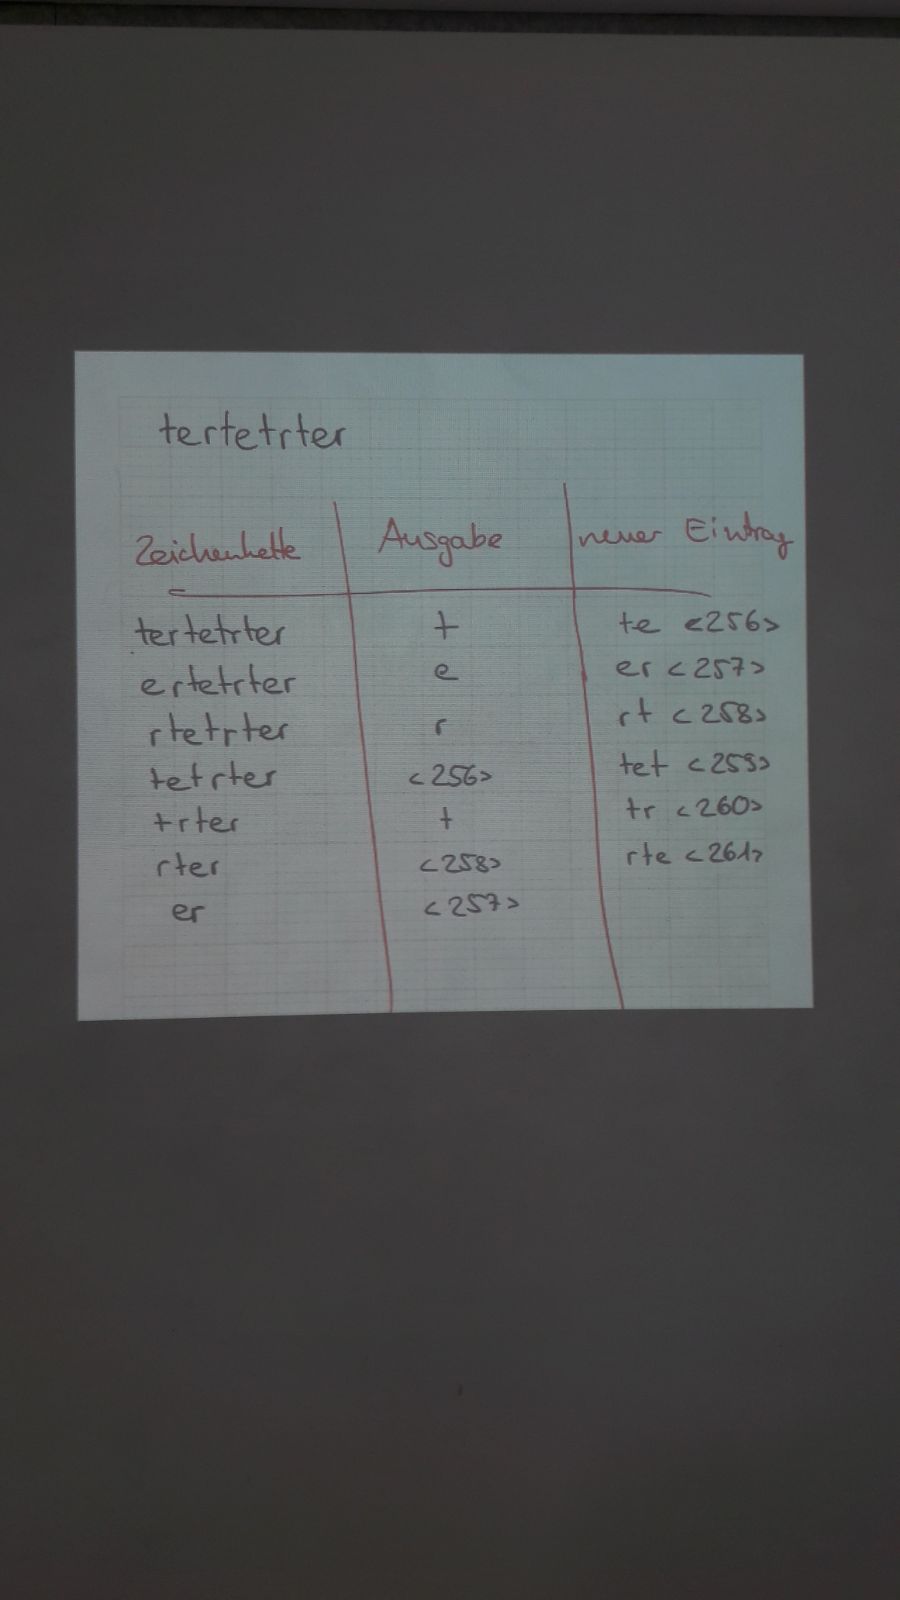 tertetrter
Zeichenkette Ausgabe neuer Eintrag
tertetrter t te <256>
ertetrter e er <257>
rtetrter r rt <258>
tetrter <256> tet <259>
trter t tr <260>
rter <258> rte <261>
er <257>